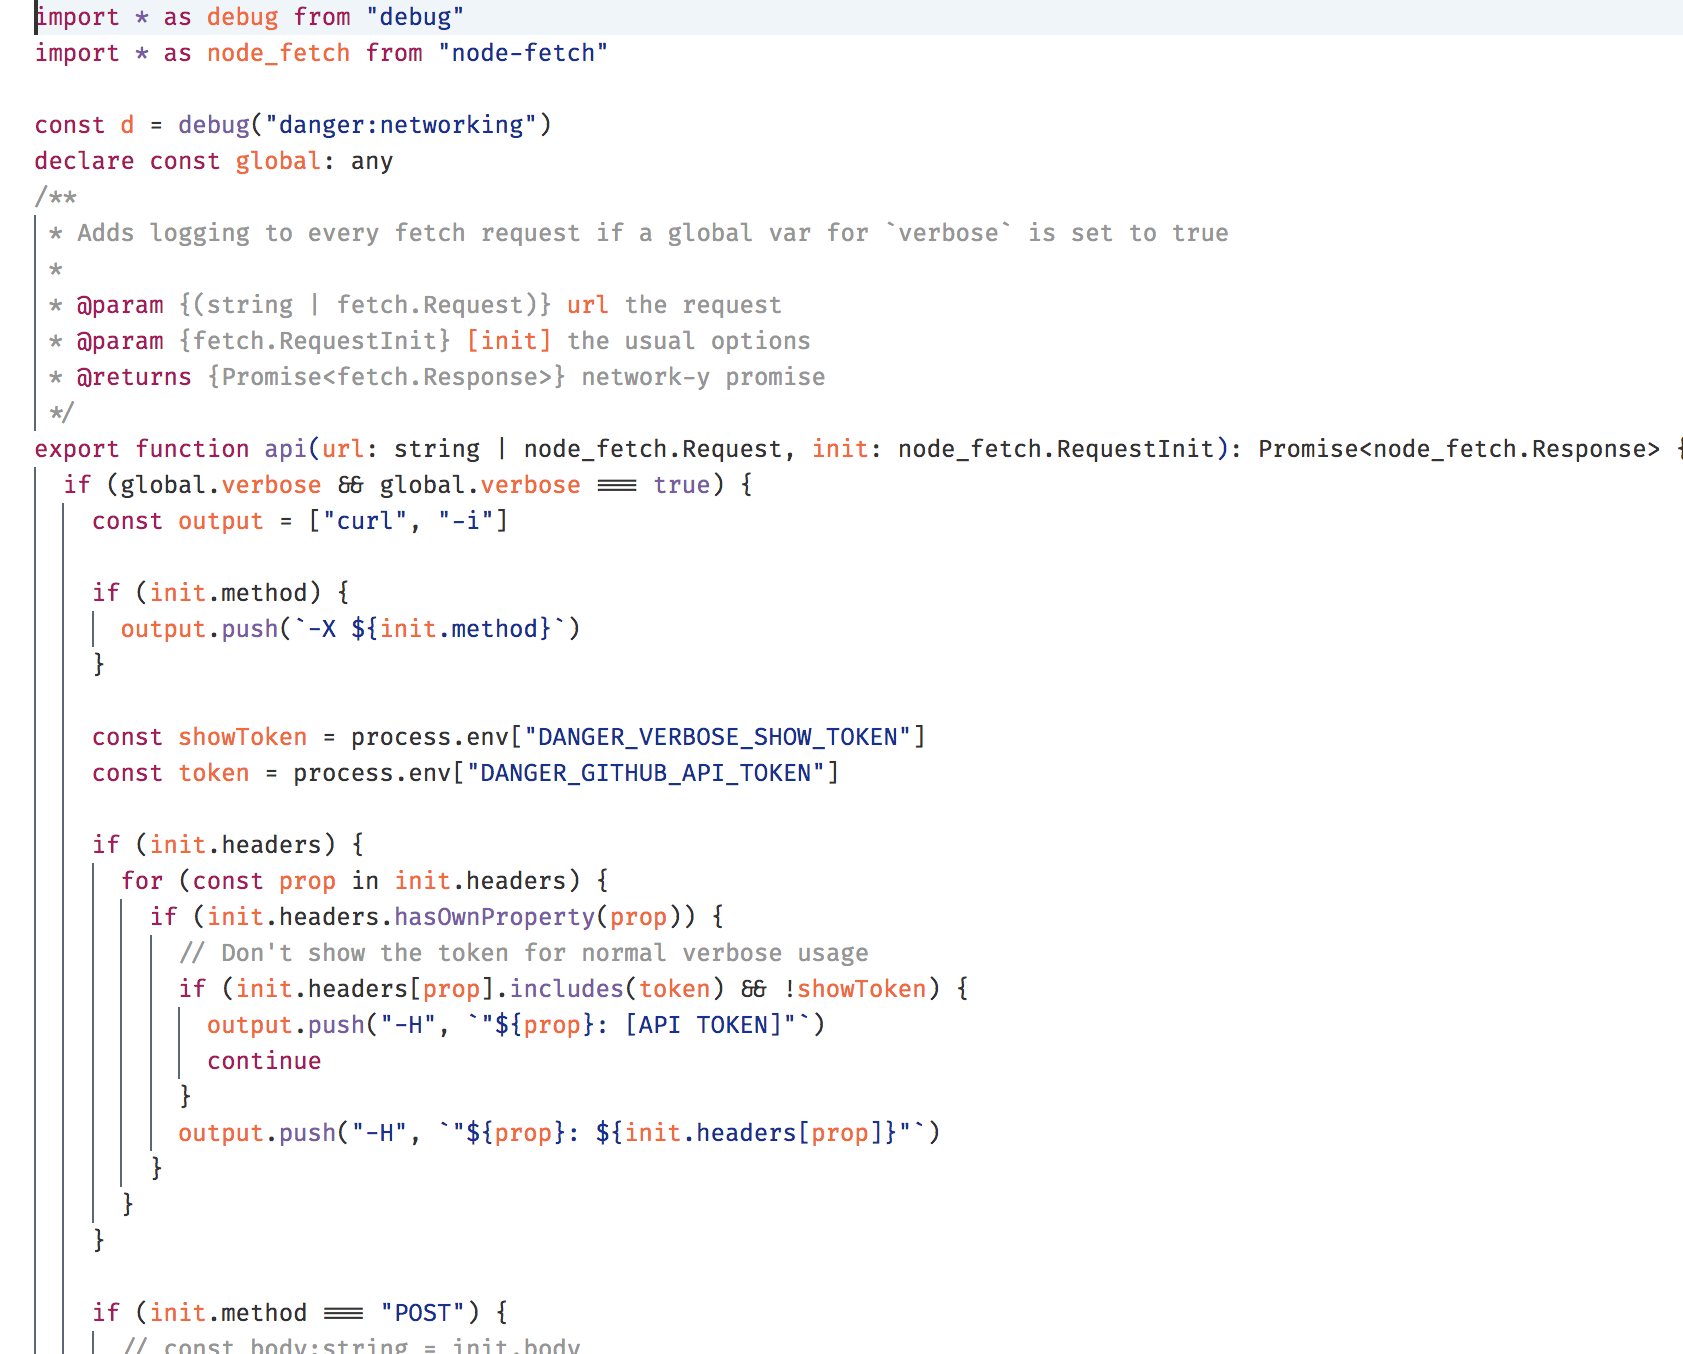 import * as debug from "debug"
import * as node_fetch from "node-fetch"

const d = debug("danger:networking")
declare const global: any
/**
 * Adds logging to every fetch request if a global var for `verbose` is set to true
 *
 * @param {(string | fetch.Request)} url the request
 * @param {fetch.RequestInit} [init] the usual options
 * @returns {Promise<fetch.Response>} network-y promise
 */
export function api(url: string | node_fetch.Request, init: node_fetch.RequestInit): Promise<node_fetch.Response> {
  if (global.verbose && global.verbose === true) {
    const output = ["curl", "-i"]

    if (init.method) {
      output.push(`-X ${init.method}`)
    }

    const showToken = process.env["DANGER_VERBOSE_SHOW_TOKEN"]
    const token = process.env["DANGER_GITHUB_API_TOKEN"]

    if (init.headers) {
      for (const prop in init.headers) {
        if (init.headers.hasOwnProperty(prop)) {
          // Don't show the token for normal verbose usage
          if (init.headers[prop].includes(token) && !showToken) {
            output.push("-H", `"${prop}: [API TOKEN]"`)
            continue
          }
          output.push("-H", `"${prop}: ${init.headers[prop]}"`)
        }
      }
    }

    if (init.method === "POST") {
      // const body:string = init.body